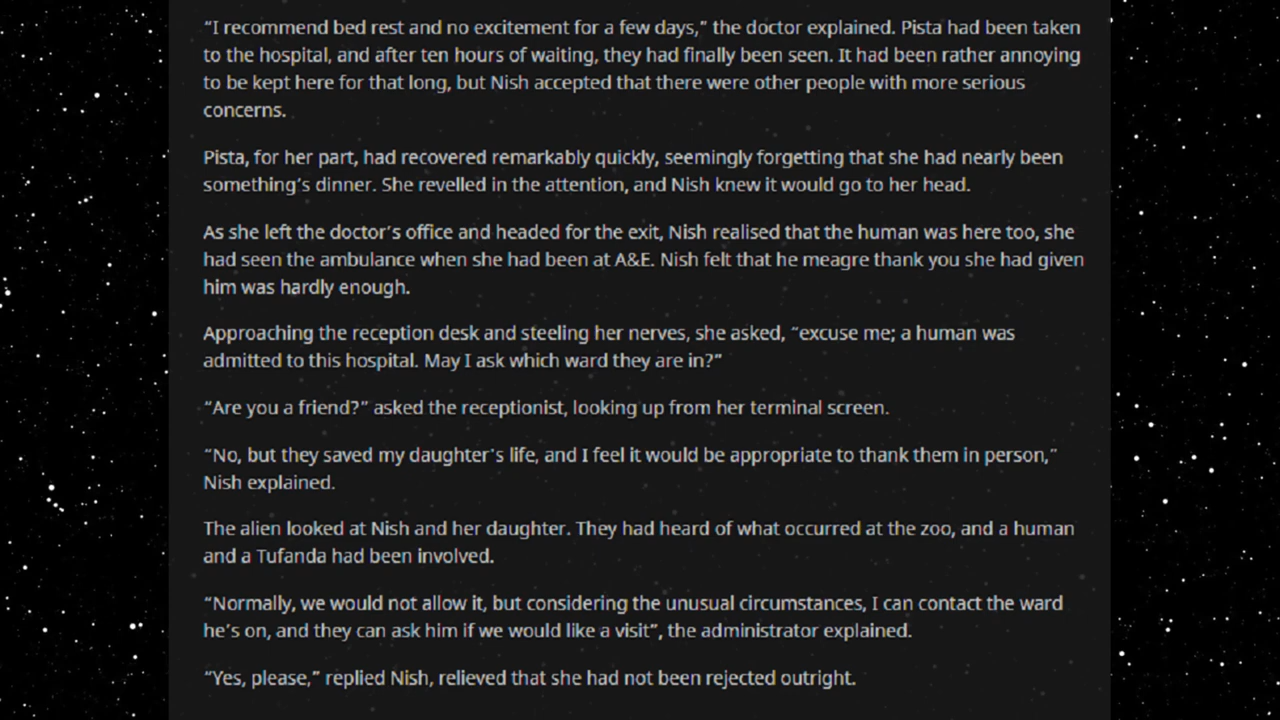 “I recommend bed rest and no excitement for a few days,” the doctor explained. Pista had been taken
to the hospital, and after ten hours of waiting, they had finally been seen. It had been rather annoying
to be kept here for that long, but Nish accepted that there were other people with more serious
concerns.
Pista, for her part, had recovered remarkably quickly, seemingly forgetting that she had nearly been
something’s dinner. She revelled in the attention, and Nish knew it would go to her head.
As she left the doctor’s office and headed for the exit, Nish realised that the human was here too, she
had seen the ambulance when she had been at A&E. Nish felt that he meagre thank you she had given
him was hardly enough.
Approaching the reception desk and steeling her nerves, she asked, “excuse me; a human was
admitted to this hospital. May I ask which ward they are in?”
“Are you a friend?” asked the receptionist, looking up from her terminal screen.
“No, but they saved my daughter’s life, and I feel it would be appropriate to thank them in person,”
Nish explained.
The alien looked at Nish and her daughter. They had heard of what occurred at the zoo, and a human
and a Tufanda had been involved.
“Normally, we would not allow it, but considering the unusual circumstances, I can contact the ward
he’s on, and they can ask him if we would like a visit”, the administrator explained.
“Yes, please,” replied Nish, relieved that she had not been rejected outright.